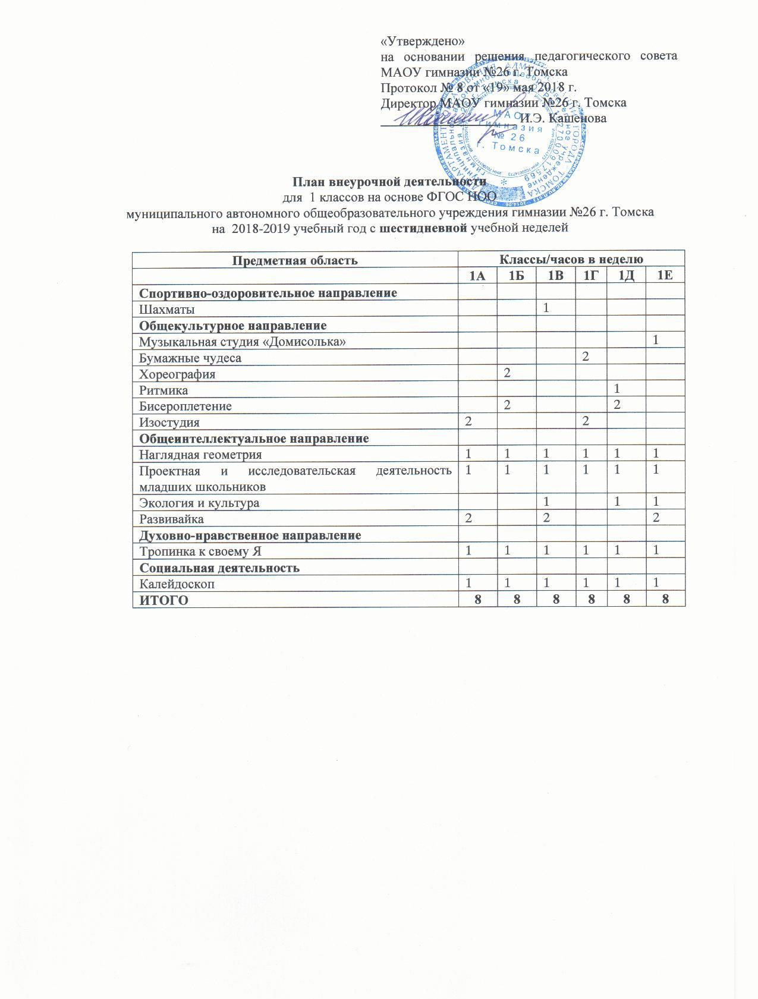 «Утверждено»
на основании решения педагогического совета
МАОУ гимназии №26 г. Томска
Протокол № 8 от «19» мая 2018 г.
Директор МАОУ гимназии №26 г. Томска
И.Э. Кашенова
МАОУ
гимназия
№ 26
г. Томска
План внеурочной деятельности
для 1 классов на основе ФГОС НОО
муниципального автономного общеобразовательного учреждения гимназии №26 г. Томска
на 2018-2019 учебный год с шестидневной учебной неделей
Предметная область Классы/часов в неделю
1А 1Б 1В 1Г 1Д 1Е
Спортивно-оздоровительное направление
Шахматы 1
Общекультурное направление
Музыкальная студия «Домисолька» 1
Бумажные чудеса 2
Хореография 2
Ритмика 1
Бисероплетение 2 2
Изостудия 2 2
Общеинтеллектуальное направление
Наглядная геометрия 1 1 1 1 1 1
Проектная и исследовательская деятельность 1 1 1 1 1 1
младших школьников
Экология и культура 1 1 1
Развивайка 2 2 2
Духовно-нравственное направление
Тропинка к своему Я 1 1 1 1 1 1
Социальная деятельность
Калейдоскоп 1 1 1 1 1 1
ИТОГО 8 8 8 8 8 8